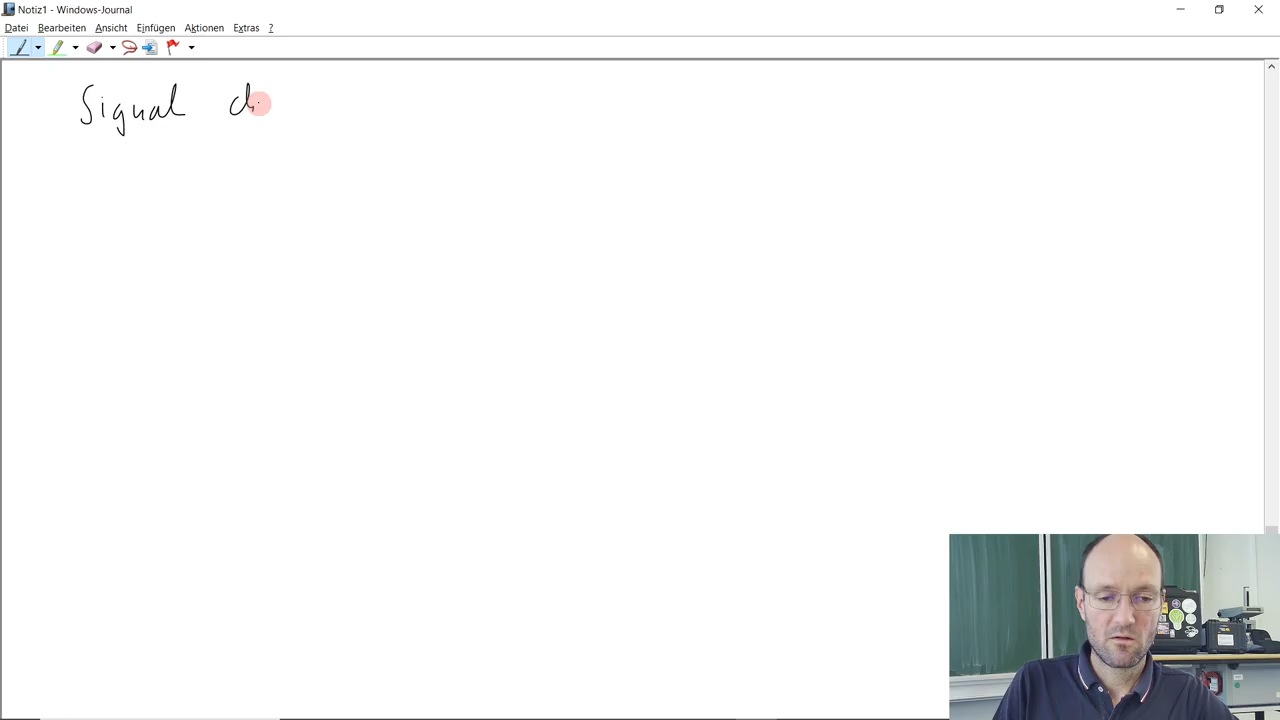 Notiz1 - Windows-Journal
Datei Bearbeiten Ansicht Einfügen Aktionen Extras ?
Signal d